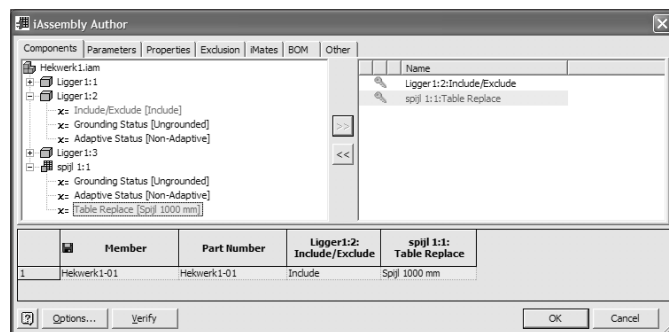 iAssembly Author
Components Parameters Properties Exclusion iMates BOM Other
Hekwerk1.iam
Ligger1:1
Ligger1:2
Include/Exclude [Include]
Grounding Status [Ungrounded]
Adaptive Status [Non-Adaptive]
Ligger1:3
spijl 1:1
Grounding Status [Ungrounded]
Adaptive Status [Non-Adaptive]
Table Replace [Spijl 1000 mm]
>>
<<
Name
Ligger1:2:Include/Exclude
spijl 1:1:Table Replace
Member Part Number Ligger1:2: Include/Exclude spijl 1:1: Table Replace
1 Hekwerk1-01 Hekwerk1-01 Include Spijl 1000 mm
? Options... Verify OK Cancel